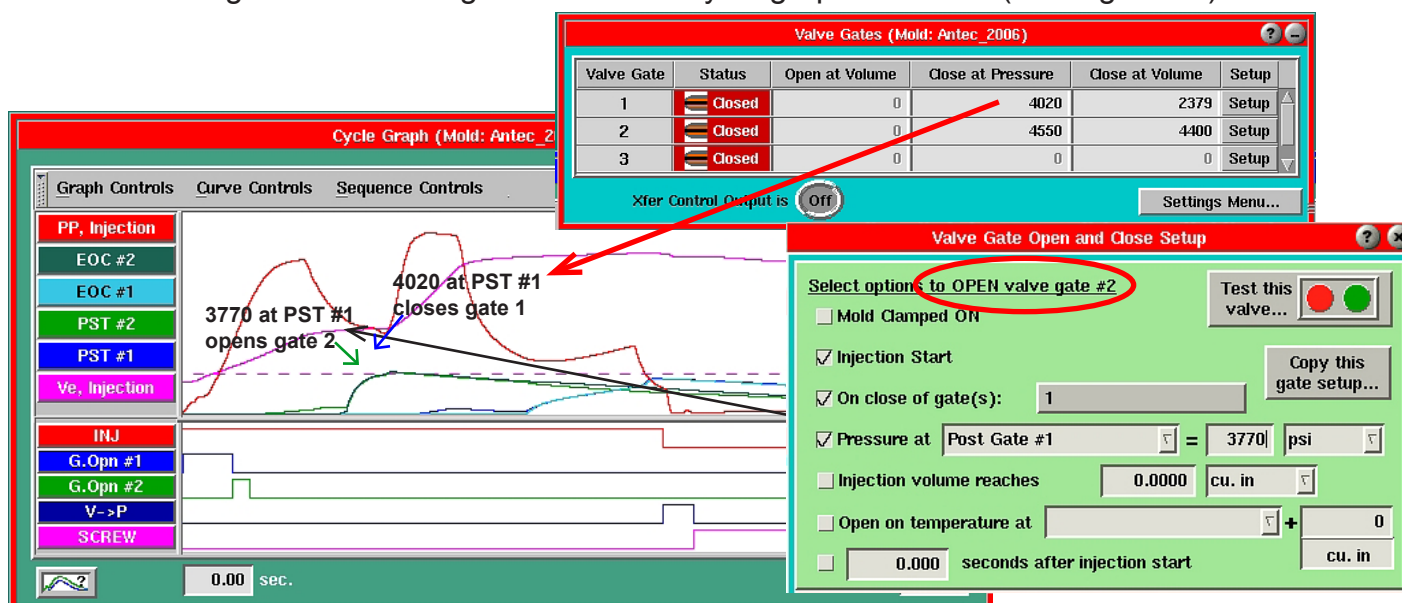 Valve Gates (Mold: Antec_2006)
Valve Gate Status Open at Volume Close at Pressure Close at Volume Setup
1 Closed 0 4020 2379 Setup
2 Closed 0 4550 4400 Setup
3 Closed 0 0 0 Setup
Xfer Control Output is Off Settings Menu...
Cycle Graph (Mold: Antec_2
Graph Controls Curve Controls Sequence Controls
PP, Injection
EOC #2
EOC #1
PST #2
PST #1
Ve, Injection
INJ
G.Opn #1
G.Opn #2
V->P
SCREW
3770 at PST #1
opens gate 2
4020 at PST #1
closes gate 1
0.00 sec.
Valve Gate Open and Close Setup
Select options to OPEN valve gate #2
Test this
valve...
Mold Clamped ON
Injection Start
Copy this
gate setup...
On close of gate(s): 1
Pressure at Post Gate #1 = 3770 psi
Injection volume reaches 0.0000 cu. in
Open on temperature at + 0
cu. in
0.000 seconds after injection start